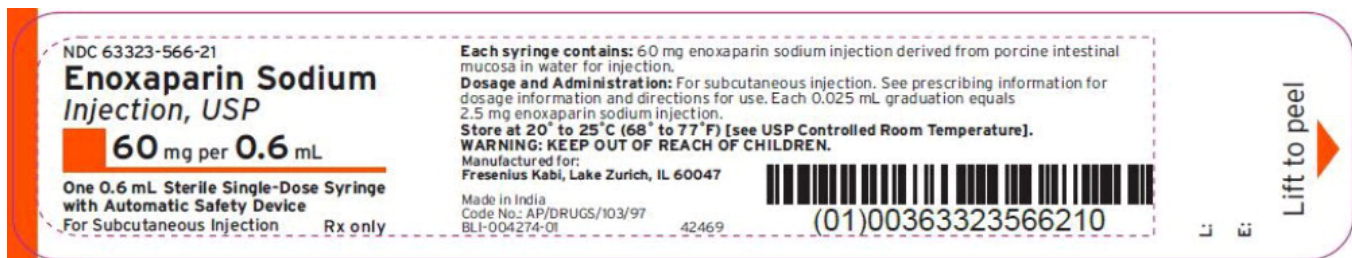 NDC 63323-566-21
Enoxaparin Sodium
Injection, USP
60 mg per 0.6 mL
One 0.6 mL Sterile Single-Dose Syringe
with Automatic Safety Device
For Subcutaneous Injection Rx only
Each syringe contains: 60 mg enoxaparin sodium injection derived from porcine intestinal
mucosa in water for injection.
Dosage and Administration: For subcutaneous injection. See prescribing information for
dosage information and directions for use. Each 0.025 mL graduation equals
2.5 mg enoxaparin sodium injection.
Store at 20˚ to 25˚C (68˚ to 77˚F) [see USP Controlled Room Temperature].
WARNING: KEEP OUT OF REACH OF CHILDREN.
Manufactured for:
Fresenius Kabi, Lake Zurich, IL 60047
Made in India
Code No.: AP/DRUGS/103/97
BLI-004274-01 42469
(01)00363323566210
L:
E:
Lift to peel